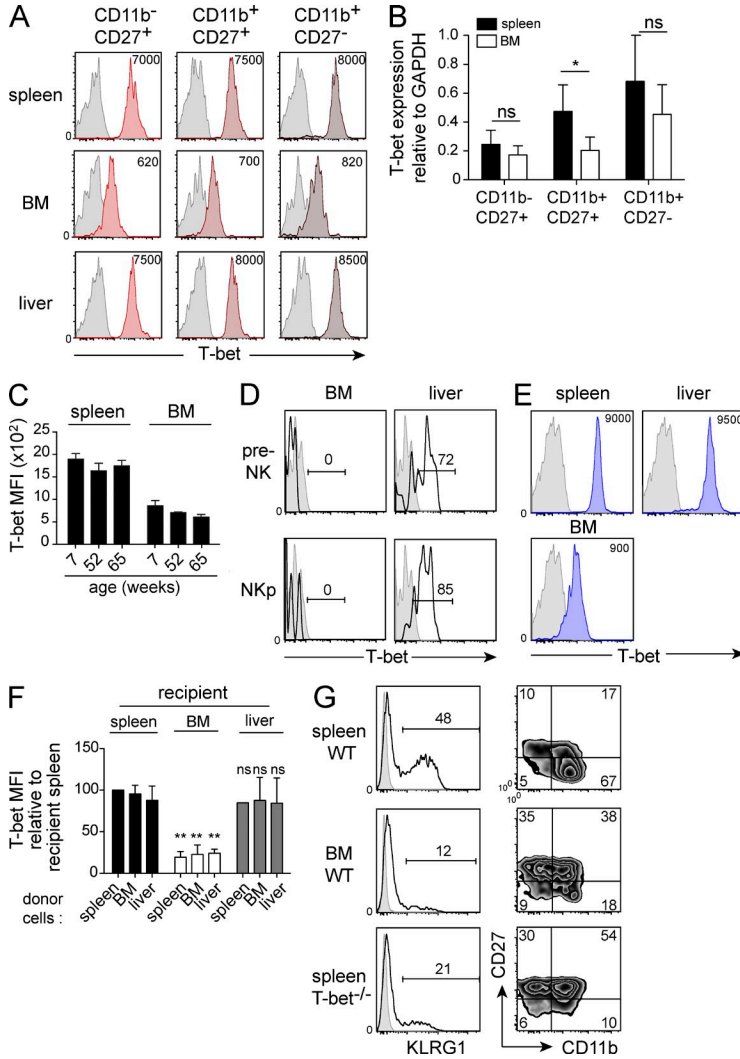 A
CD11b-
CD27+
CD11b+
CD27+
CD11b+
CD27-
spleen
7000
7500
8000
0
BM
620
700
820
0
liver
7500
8000
8500
0
T-bet
B
T-bet expression
relative to GAPDH
spleen
BM
1.0
0.8
0.6
0.4
0.2
0
ns
*
ns
CD11b-
CD27+
CD11b+
CD27+
CD11b+
CD27-
C
spleen
BM
T-bet MFI (x10²)
25
20
15
10
5
0
7
52
65
7
52
65
age (weeks)
D
BM
liver
pre-
NK
0
72
0
NKp
0
85
0
T-bet
E
spleen
liver
9000
9500
0
BM
900
0
T-bet
F
recipient
spleen
BM
liver
T-bet MFI
relative to
recipient spleen
150
100
50
0
** ** **
ns ns ns
donor
cells :
spleen
BM
liver
spleen
BM
liver
spleen
BM
liver
G
spleen
WT
48
10
17
5
67
10⁰
10⁰
BM
WT
12
35
38
9
18
spleen
T-bet-/-
21
30
54
6
10
KLRG1
CD27
CD11b